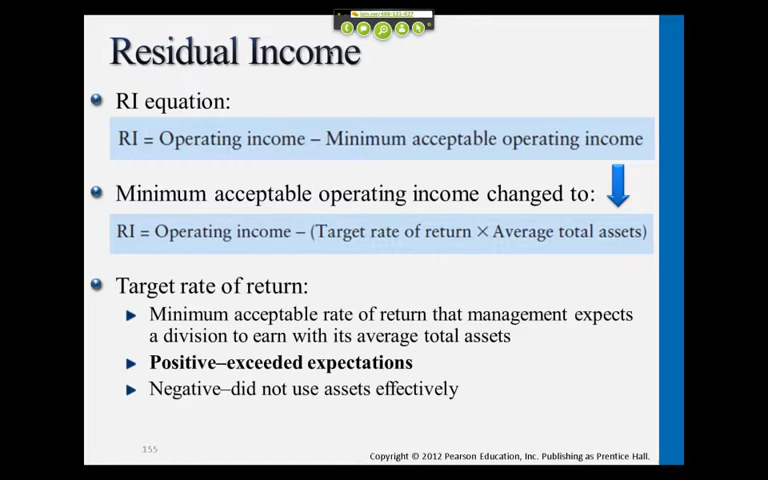 Residual Income
RI equation:
RI = Operating income – Minimum acceptable operating income
Minimum acceptable operating income changed to:
RI = Operating income – (Target rate of return × Average total assets)
Target rate of return:
Minimum acceptable rate of return that management expects
a division to earn with its average total assets
Positive–exceeded expectations
Negative–did not use assets effectively
155
Copyright © 2012 Pearson Education, Inc. Publishing as Prentice Hall.